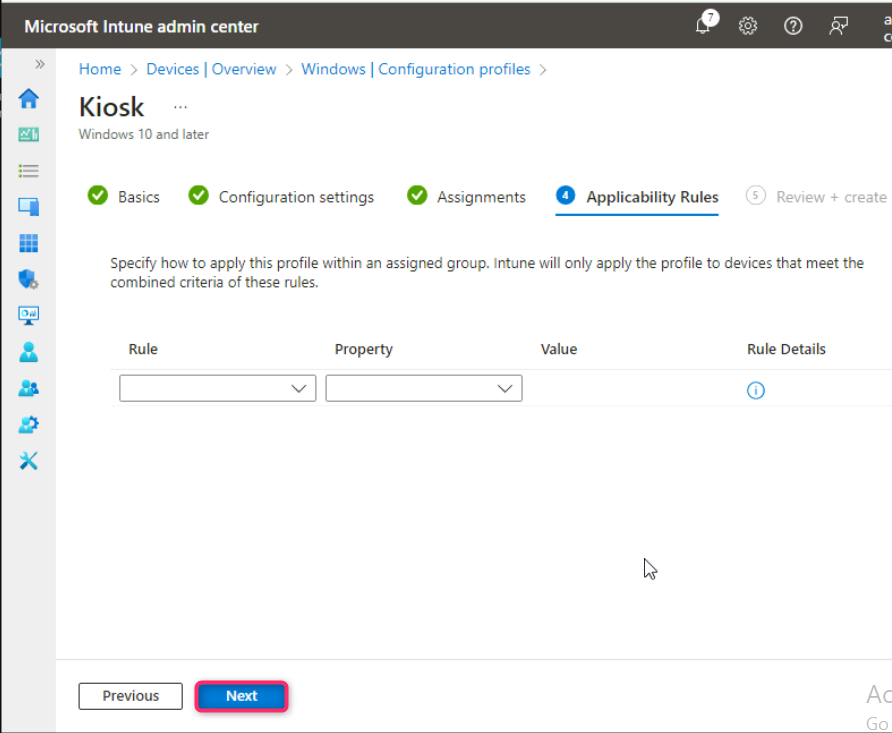 Microsoft Intune admin center
7
Home > Devices | Overview > Windows | Configuration profiles >
Kiosk ...
Windows 10 and later
Basics
Configuration settings
Assignments
4 Applicability Rules
5 Review + create
Specify how to apply this profile within an assigned group. Intune will only apply the profile to devices that meet the
combined criteria of these rules.
Rule Property Value Rule Details
Previous Next
Go